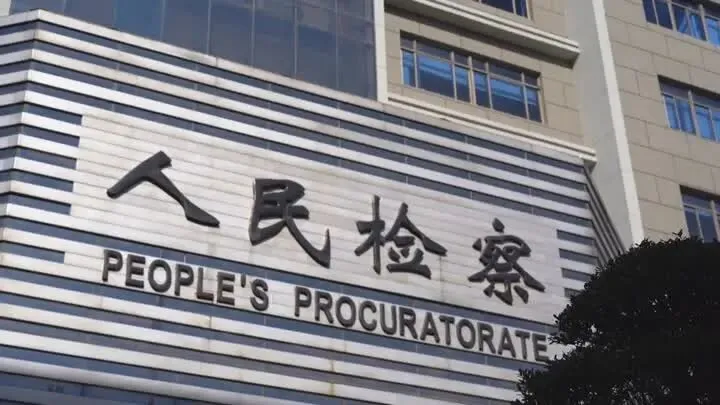 人民检察
PEOPLE'S PROCURATORATE